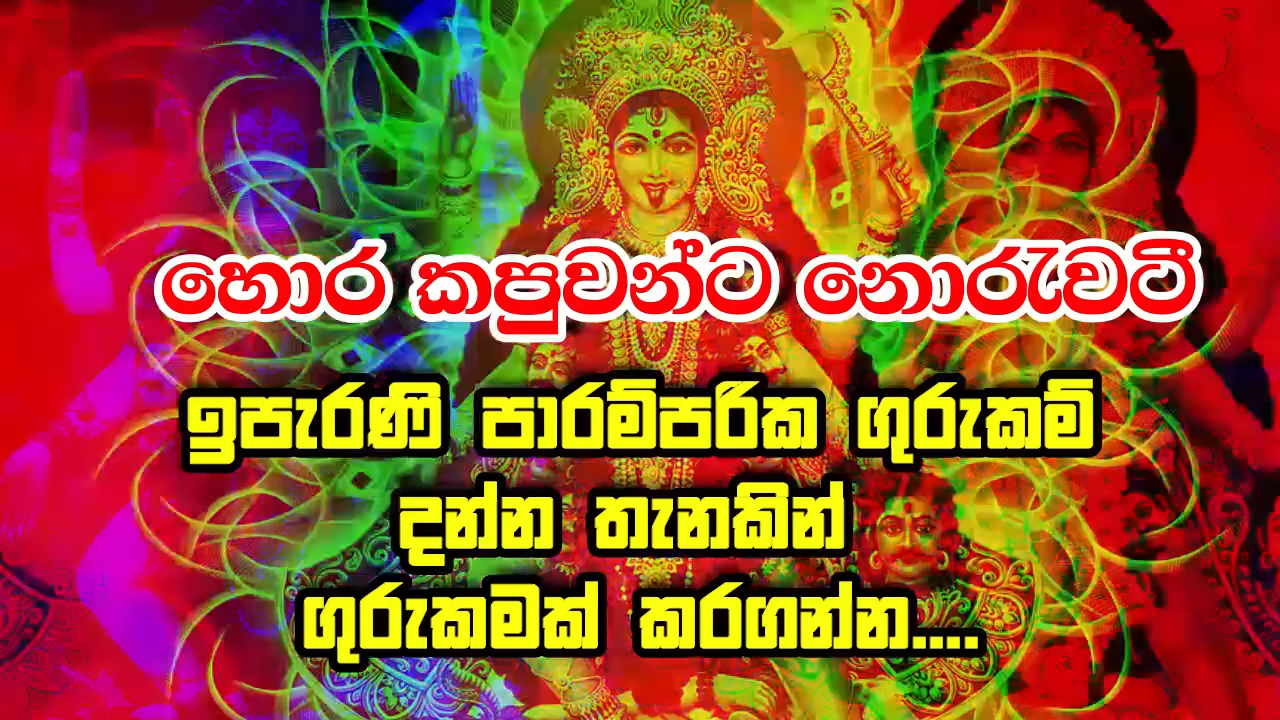 හොර කපුවන්ට නොරැවටී
ඉපැරණි පාරම්පරික ගුරුකම්
දන්න තැනකින්
ගුරුකමක් කරගන්න....